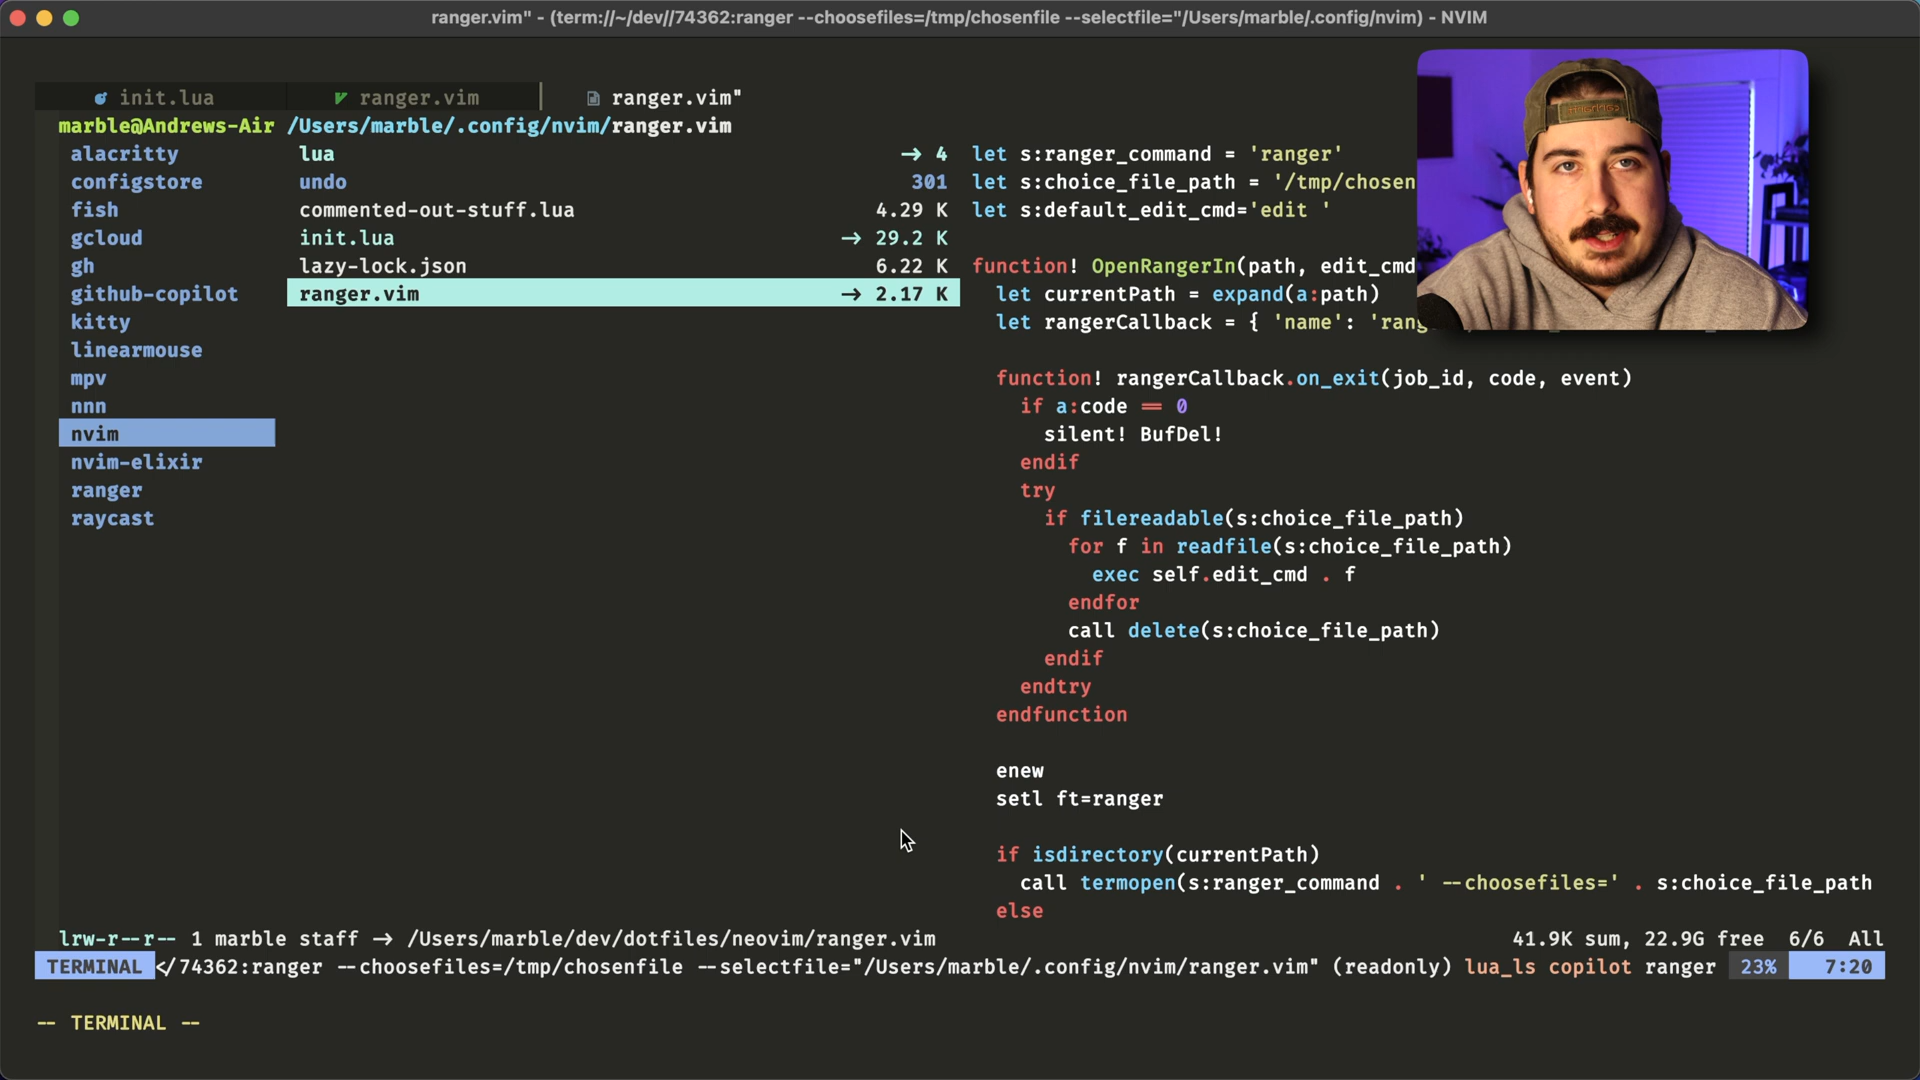 ranger.vim" - (term://~/dev//74362:ranger --choosefiles=/tmp/chosenfile --selectfile="/Users/marble/.config/nvim) - NVIM
init.lua ranger.vim ranger.vim"
marble@Andrews-Air /Users/marble/.config/nvim/ranger.vim
alacritty
configstore
fish
gcloud
gh
github-copilot
kitty
linearmouse
mpv
nnn
nvim
nvim-elixir
ranger
raycast
lua -> 4
undo 301
commented-out-stuff.lua 4.29 K
init.lua -> 29.2 K
lazy-lock.json 6.22 K
ranger.vim -> 2.17 K
let s:ranger_command = 'ranger'
let s:choice_file_path = '/tmp/chosen
let s:default_edit_cmd='edit '
function! OpenRangerIn(path, edit_cmd
let currentPath = expand(a:path)
let rangerCallback = { 'name': 'rang
function! rangerCallback.on_exit(job_id, code, event)
if a:code == 0
silent! BufDel!
endif
try
if filereadable(s:choice_file_path)
for f in readfile(s:choice_file_path)
exec self.edit_cmd . f
endfor
call delete(s:choice_file_path)
endif
endtry
endfunction
enew
setl ft=ranger
if isdirectory(currentPath)
call termopen(s:ranger_command . ' --choosefiles=' . s:choice_file_path
else
lrw-r--r-- 1 marble staff -> /Users/marble/dev/dotfiles/neovim/ranger.vim 41.9K sum, 22.9G free 6/6 All
TERMINAL </74362:ranger --choosefiles=/tmp/chosenfile --selectfile="/Users/marble/.config/nvim/ranger.vim" (readonly) lua_ls copilot ranger 23% 7:20
-- TERMINAL --